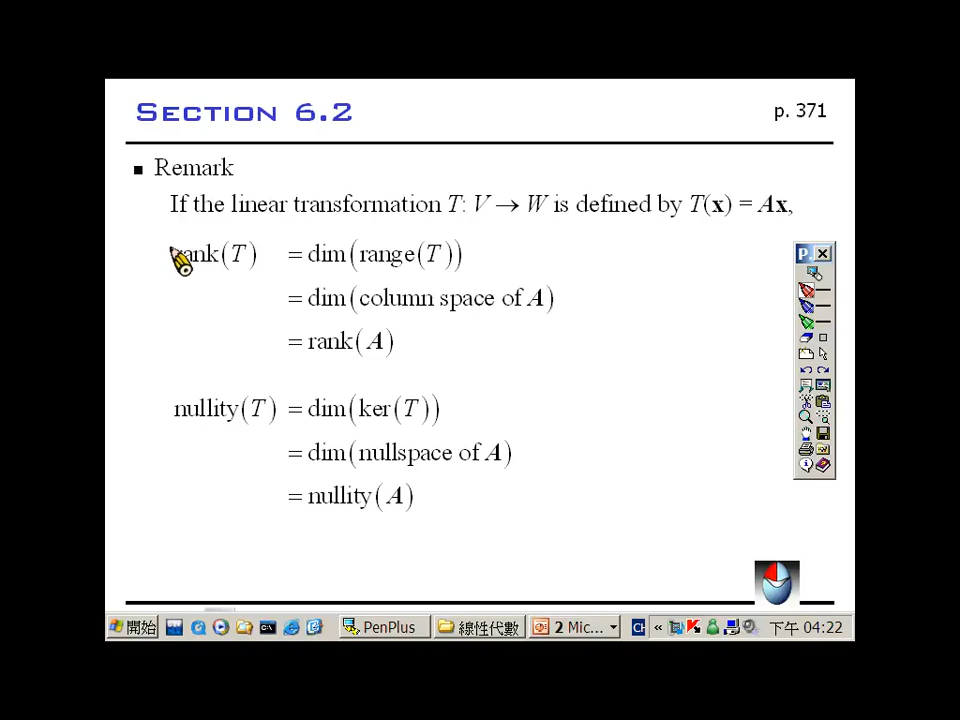 SECTION 6.2
p. 371
Remark
If the linear transformation T: V → W is defined by T(x) = Ax,
rank(T) = dim(range(T))
= dim(column space of A)
= rank(A)
nullity(T) = dim(ker(T))
= dim(nullspace of A)
= nullity(A)
P.
開始 PenPlus 線性代數 2 Mic... CH « 下午 04:22